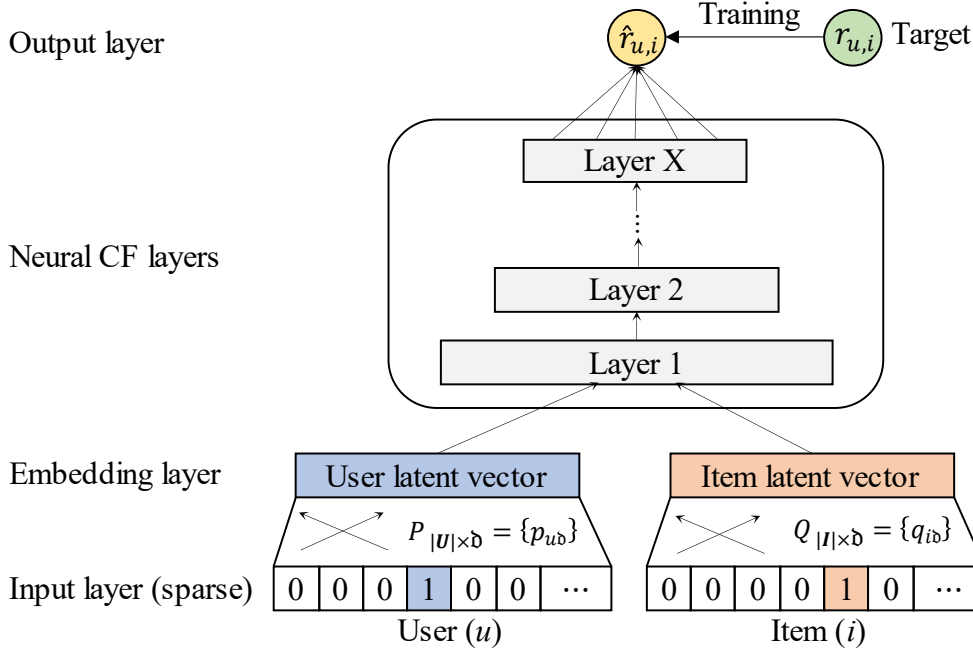 Output layer
r̂u,i
Training
ru,i
Target
Neural CF layers
Layer X
⋮
Layer 2
Layer 1
Embedding layer
User latent vector
Item latent vector
P|U|×𝔡 = {pu𝔡}
Q|I|×𝔡 = {qi𝔡}
Input layer (sparse)
0 0 0 1 0 0 ...
0 0 0 0 1 0 ...
User (u)
Item (i)